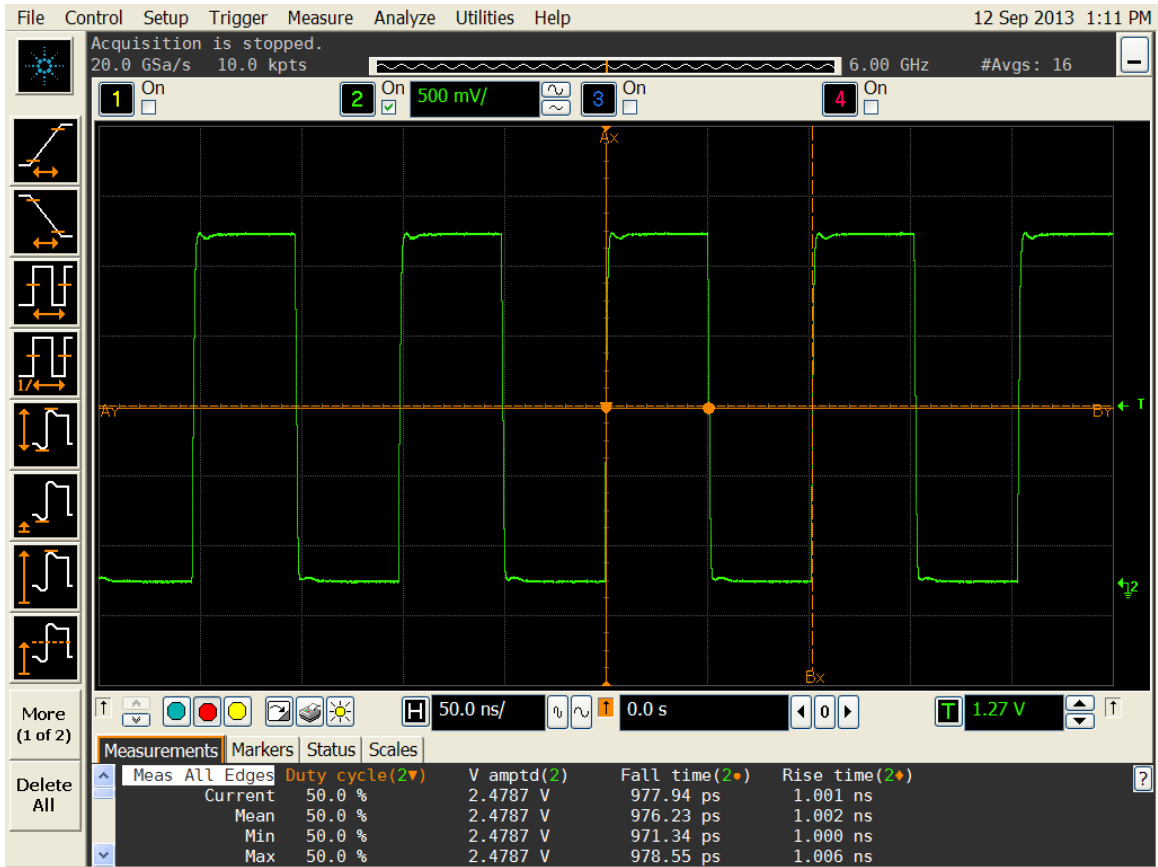 File Control Setup Trigger Measure Analyze Utilities Help 12 Sep 2013 1:11 PM
Acquisition is stopped.
20.0 GSa/s 10.0 kpts 6.00 GHz #Avgs: 16
1 On 2 On 500 mV/ 3 On 4 On
Ax
AY BY T
1/
2
Bx
More
(1 of 2)
H 50.0 ns/ 0.0 s 0 T 1.27 V
Measurements Markers Status Scales
Delete
All
Meas All Edges Duty cycle(2▼) V amptd(2) Fall time(2●) Rise time(2♦) ?
Current 50.0 % 2.4787 V 977.94 ps 1.001 ns
Mean 50.0 % 2.4787 V 976.23 ps 1.002 ns
Min 50.0 % 2.4787 V 971.34 ps 1.000 ns
Max 50.0 % 2.4787 V 978.55 ps 1.006 ns